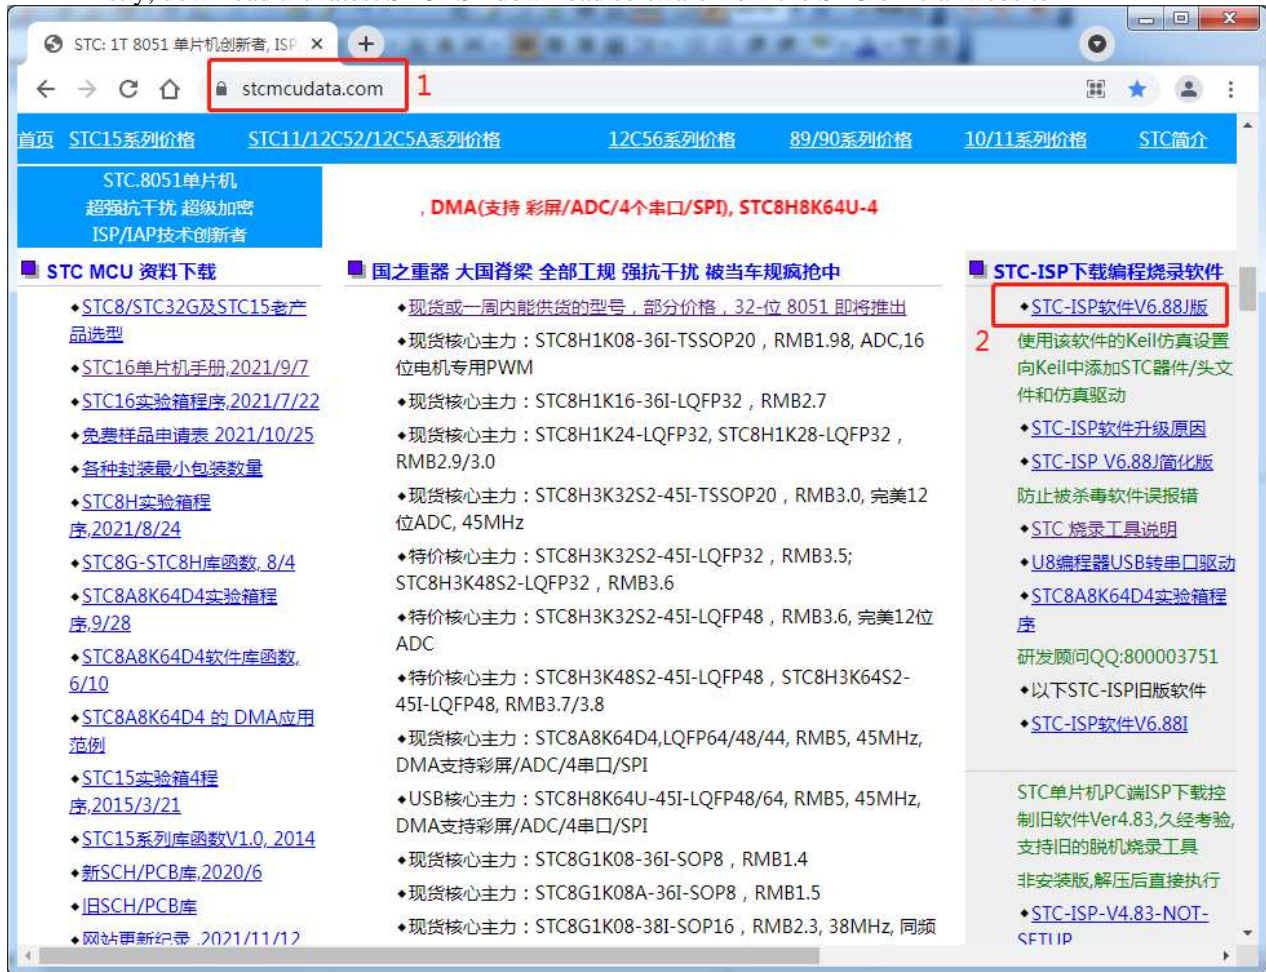 STC: 1T 8051 单片机创新者, ISP
stcmcudata.com
1
首页 STC15系列价格 STC11/12C52/12C5A系列价格 12C56系列价格 89/90系列价格 10/11系列价格 STC简介
STC.8051单片机
超强抗干扰 超级加密
ISP/IAP技术创新者
, DMA(支持 彩屏/ADC/4个串口/SPI), STC8H8K64U-4
STC MCU 资料下载
◆STC8/STC32G及STC15老产
品选型
◆STC16单片机手册,2021/9/7
◆STC16实验箱程序,2021/7/22
◆免费样品申请表 2021/10/25
◆各种封装最小包装数量
◆STC8H实验箱程
序,2021/8/24
◆STC8G-STC8H库函数, 8/4
◆STC8A8K64D4实验箱程
序,9/28
◆STC8A8K64D4软件库函数,
6/10
◆STC8A8K64D4 的 DMA应用
范例
◆STC15实验箱4程
序,2015/3/21
◆STC15系列库函数V1.0, 2014
◆新SCH/PCB库,2020/6
◆旧SCH/PCB库
◆网站更新纪录 ,2021/11/12
国之重器 大国脊梁 全部工规 强抗干扰 被当车规疯抢中
◆现货或一周内能供货的型号，部分价格，32-位 8051 即将推出
◆现货核心主力：STC8H1K08-36I-TSSOP20，RMB1.98, ADC,16
位电机专用PWM
◆现货核心主力：STC8H1K16-36I-LQFP32，RMB2.7
◆现货核心主力：STC8H1K24-LQFP32, STC8H1K28-LQFP32，
RMB2.9/3.0
◆现货核心主力：STC8H3K32S2-45I-TSSOP20，RMB3.0, 完美12
位ADC, 45MHz
◆特价核心主力：STC8H3K32S2-45I-LQFP32，RMB3.5;
STC8H3K48S2-LQFP32，RMB3.6
◆特价核心主力：STC8H3K32S2-45I-LQFP48，RMB3.6, 完美12位
ADC
◆特价核心主力：STC8H3K48S2-45I-LQFP48，STC8H3K64S2-
45I-LQFP48, RMB3.7/3.8
◆现货核心主力：STC8A8K64D4,LQFP64/48/44, RMB5, 45MHz,
DMA支持彩屏/ADC/4串口/SPI
◆USB核心主力：STC8H8K64U-45I-LQFP48/64, RMB5, 45MHz,
DMA支持彩屏/ADC/4串口/SPI
◆现货核心主力：STC8G1K08-36I-SOP8，RMB1.4
◆现货核心主力：STC8G1K08A-36I-SOP8，RMB1.5
◆现货核心主力：STC8G1K08-38I-SOP16，RMB2.3, 38MHz, 同频
STC-ISP下载编程烧录软件
◆STC-ISP软件V6.88J版
2
使用该软件的Keil仿真设置
向Keil中添加STC器件/头文
件和仿真驱动
◆STC-ISP软件升级原因
◆STC-ISP V6.88J简化版
防止被杀毒软件误报错
◆STC 烧录工具说明
◆U8编程器USB转串口驱动
◆STC8A8K64D4实验箱程
序
研发顾问QQ:800003751
◆以下STC-ISP旧版软件
◆STC-ISP软件V6.88I
STC单片机PC端ISP下载控
制旧软件Ver4.83,久经考验,
支持旧的脱机烧录工具
非安装版,解压后直接执行
◆STC-ISP-V4.83-NOT-
SETUP